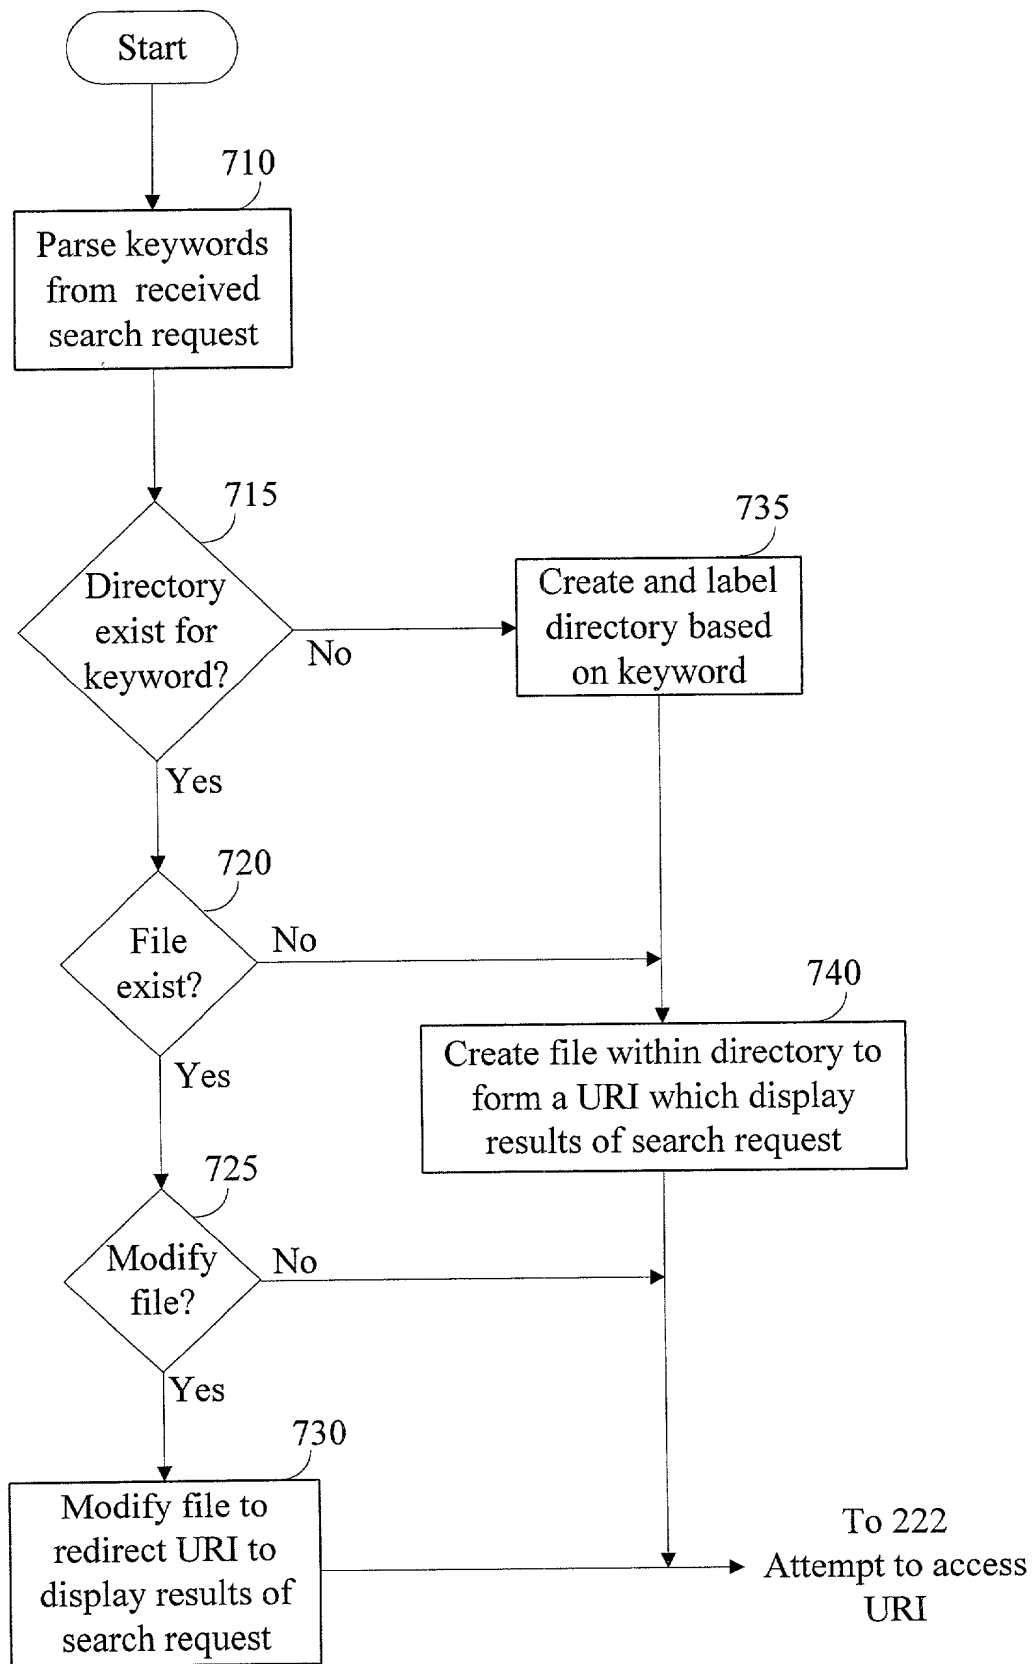 Start
710
Parse keywords
from received
search request
715
Directory
exist for
keyword?
No
735
Create and label
directory based
on keyword
Yes
720
File
exist?
No
740
Create file within directory to
form a URI which display
results of search request
Yes
725
Modify
file?
No
Yes
730
Modify file to
redirect URI to
display results of
search request
To 222
Attempt to access
URI